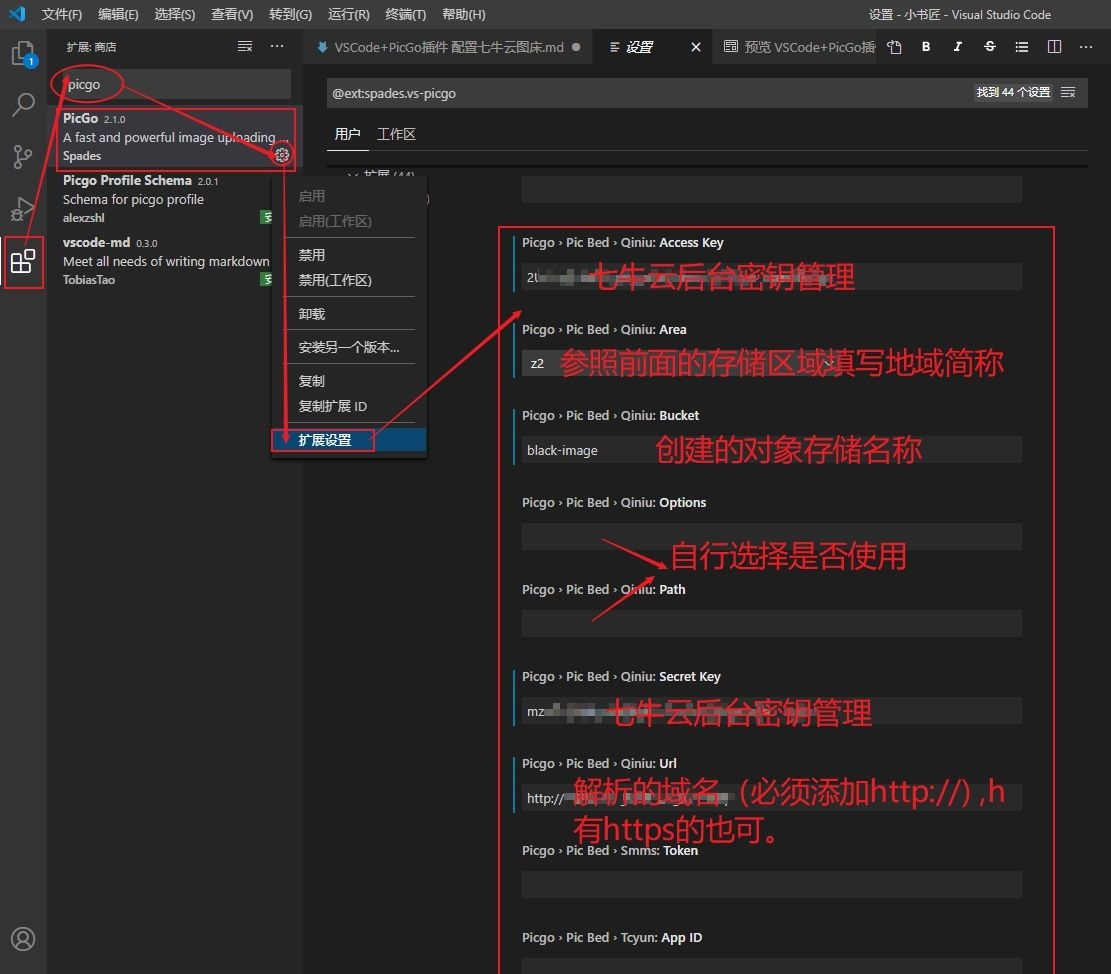 文件(F) 编辑(E) 选择(S) 查看(V) 转到(G) 运行(R) 终端(T) 帮助(H) 设置 - 小书匠 - Visual Studio Code
扩展: 商店
1
picgo
PicGo 2.1.0
A fast and powerful image uploading ...
Spades
Picgo Profile Schema 2.0.1
Schema for picgo profile
alexzshl
vscode-md 0.3.0
Meet all needs of writing markdown
TobiasTao
启用
启用(工作区)
禁用
禁用(工作区)
卸载
安装另一个版本...
复制
复制扩展 ID
扩展设置
VSCode+PicGo插件 配置七牛云图床.md
设置
预览 VSCode+PicGo插件
B I S
@ext:spades.vs-picgo
找到 44 个设置
用户 工作区
扩展 (44)
Picgo › Pic Bed › Qiniu: Access Key
七牛云后台密钥管理
Picgo › Pic Bed › Qiniu: Area
z2
参照前面的存储区域填写地域简称
Picgo › Pic Bed › Qiniu: Bucket
black-image
创建的对象存储名称
Picgo › Pic Bed › Qiniu: Options
自行选择是否使用
Picgo › Pic Bed › Qiniu: Path
Picgo › Pic Bed › Qiniu: Secret Key
mz
七牛云后台密钥管理
Picgo › Pic Bed › Qiniu: Url
http://
解析的域名（必须添加http://）,h
有https的也可。
Picgo › Pic Bed › Smms: Token
Picgo › Pic Bed › Tcyun: App ID